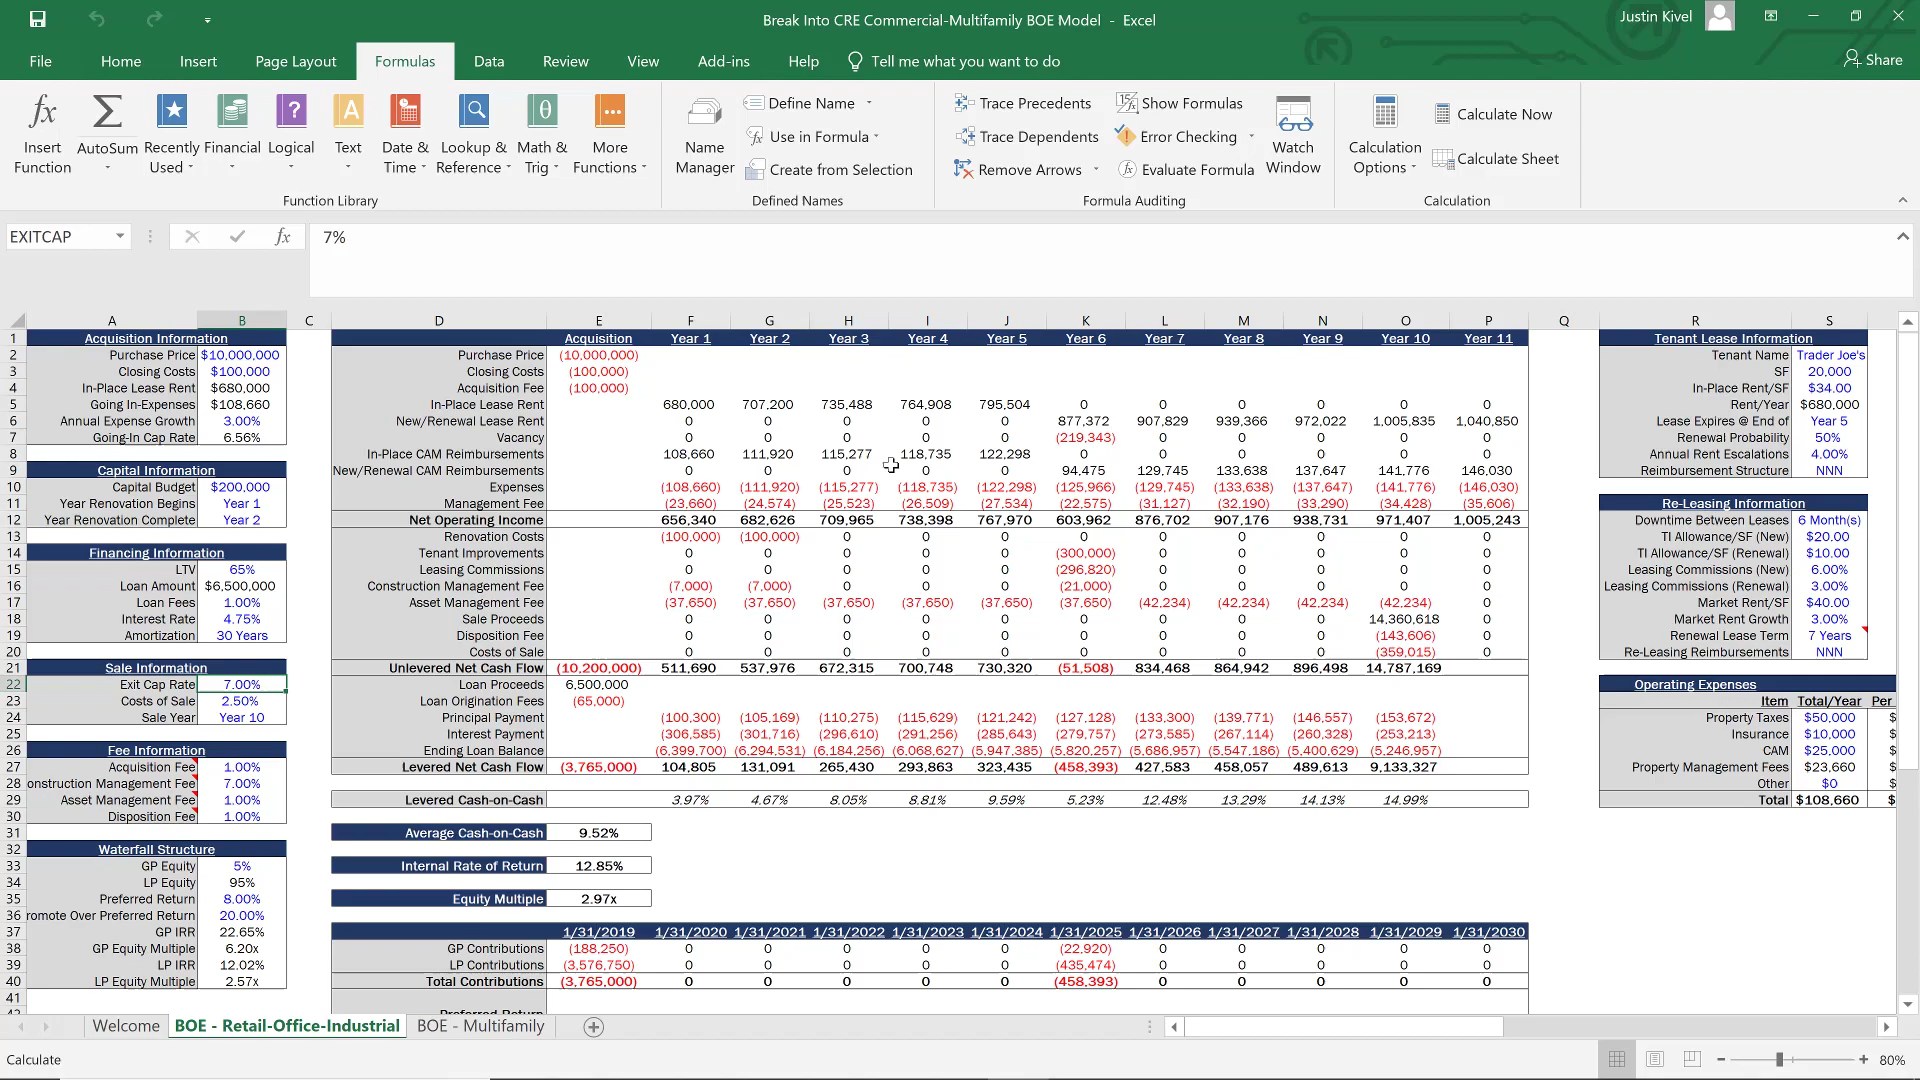 Break Into CRE Commercial-Multifamily BOE Model - Excel
Justin Kivel
File Home Insert Page Layout Formulas Data Review View Add-ins Help Tell me what you want to do Share
Insert Function
AutoSum
Recently Used
Financial
Logical
Text
Date & Time
Lookup & Reference
Math & Trig
More Functions
Function Library
Name Manager
Define Name
Use in Formula
Create from Selection
Defined Names
Trace Precedents
Trace Dependents
Remove Arrows
Show Formulas
Error Checking
Evaluate Formula
Watch Window
Formula Auditing
Calculation Options
Calculate Now
Calculate Sheet
Calculation
EXITCAP fx 7%
A B C D E F G H I J K L M N O P Q R S
1 Acquisition Information
2 Purchase Price $10,000,000
3 Closing Costs $100,000
4 In-Place Lease Rent $680,000
5 Going In-Expenses $108,660
6 Annual Expense Growth 3.00%
7 Going-In Cap Rate 6.56%
8
9 Capital Information
10 Capital Budget $200,000
11 Year Renovation Begins Year 1
12 Year Renovation Complete Year 2
13
14 Financing Information
15 LTV 65%
16 Loan Amount $6,500,000
17 Loan Fees 1.00%
18 Interest Rate 4.75%
19 Amortization 30 Years
20
21 Sale Information
22 Exit Cap Rate 7.00%
23 Costs of Sale 2.50%
24 Sale Year Year 10
25
26 Fee Information
27 Acquisition Fee 1.00%
28 onstruction Management Fee 7.00%
29 Asset Management Fee 1.00%
30 Disposition Fee 1.00%
31
32 Waterfall Structure
33 GP Equity 5%
34 LP Equity 95%
35 Preferred Return 8.00%
36 romote Over Preferred Return 20.00%
37 GP IRR 22.65%
38 GP Equity Multiple 6.20x
39 LP IRR 12.02%
40 LP Equity Multiple 2.57x
41
Acquisition Year 1 Year 2 Year 3 Year 4 Year 5 Year 6 Year 7 Year 8 Year 9 Year 10 Year 11
Purchase Price (10,000,000)
Closing Costs (100,000)
Acquisition Fee (100,000)
In-Place Lease Rent 680,000 707,200 735,488 764,908 795,504 0 0 0 0 0 0
New/Renewal Lease Rent 0 0 0 0 0 877,372 907,829 939,366 972,022 1,005,835 1,040,850
Vacancy 0 0 0 0 0 (219,343) 0 0 0 0 0
In-Place CAM Reimbursements 108,660 111,920 115,277 118,735 122,298 0 0 0 0 0 0
New/Renewal CAM Reimbursements 0 0 0 0 0 94,475 129,745 133,638 137,647 141,776 146,030
Expenses (108,660) (111,920) (115,277) (118,735) (122,298) (125,966) (129,745) (133,638) (137,647) (141,776) (146,030)
Management Fee (23,660) (24,574) (25,523) (26,509) (27,534) (22,575) (31,127) (32,190) (33,290) (34,428) (35,606)
Net Operating Income 656,340 682,626 709,965 738,398 767,970 603,962 876,702 907,176 938,731 971,407 1,005,243
Renovation Costs (100,000) (100,000) 0 0 0 0 0 0 0 0 0
Tenant Improvements 0 0 0 0 0 (300,000) 0 0 0 0 0
Leasing Commissions 0 0 0 0 0 (296,820) 0 0 0 0 0
Construction Management Fee (7,000) (7,000) 0 0 0 (21,000) 0 0 0 0 0
Asset Management Fee (37,650) (37,650) (37,650) (37,650) (37,650) (37,650) (42,234) (42,234) (42,234) (42,234) 0
Sale Proceeds 0 0 0 0 0 0 0 0 0 14,360,618 0
Disposition Fee 0 0 0 0 0 0 0 0 0 (143,606) 0
Costs of Sale 0 0 0 0 0 0 0 0 0 (359,015) 0
Unlevered Net Cash Flow (10,200,000) 511,690 537,976 672,315 700,748 730,320 (51,508) 834,468 864,942 896,498 14,787,169
Loan Proceeds 6,500,000
Loan Origination Fees (65,000)
Principal Payment (100,300) (105,169) (110,275) (115,629) (121,242) (127,128) (133,300) (139,771) (146,557) (153,672)
Interest Payment (306,585) (301,716) (296,610) (291,256) (285,643) (279,757) (273,585) (267,114) (260,328) (253,213)
Ending Loan Balance (6,399,700) (6,294,531) (6,184,256) (6,068,627) (5,947,385) (5,820,257) (5,686,957) (5,547,186) (5,400,629) (5,246,957)
Levered Net Cash Flow (3,765,000) 104,805 131,091 265,430 293,863 323,435 (458,393) 427,583 458,057 489,613 9,133,327
Levered Cash-on-Cash 3.97% 4.67% 8.05% 8.81% 9.59% 5.23% 12.48% 13.29% 14.13% 14.99%
Average Cash-on-Cash 9.52%
Internal Rate of Return 12.85%
Equity Multiple 2.97x
1/31/2019 1/31/2020 1/31/2021 1/31/2022 1/31/2023 1/31/2024 1/31/2025 1/31/2026 1/31/2027 1/31/2028 1/31/2029 1/31/2030
GP Contributions (188,250) 0 0 0 0 0 (22,920) 0 0 0 0 0
LP Contributions (3,576,750) 0 0 0 0 0 (435,474) 0 0 0 0 0
Total Contributions (3,765,000) 0 0 0 0 0 (458,393) 0 0 0 0 0
Tenant Lease Information
Tenant Name Trader Joe's
SF 20,000
In-Place Rent/SF $34.00
Rent/Year $680,000
Lease Expires @ End of Year 5
Renewal Probability 50%
Annual Rent Escalations 4.00%
Reimbursement Structure NNN
Re-Leasing Information
Downtime Between Leases 6 Month(s)
TI Allowance/SF (New) $20.00
TI Allowance/SF (Renewal) $10.00
Leasing Commissions (New) 6.00%
Leasing Commissions (Renewal) 3.00%
Market Rent/SF $40.00
Market Rent Growth 3.00%
Renewal Lease Term 7 Years
Re-Leasing Reimbursements NNN
Operating Expenses
Item Total/Year Per
Property Taxes $50,000 $
Insurance $10,000 $
CAM $25,000 $
Property Management Fees $23,660 $
Other $0 $
Total $108,660 $
Welcome BOE - Retail-Office-Industrial BOE - Multifamily
Calculate 80%